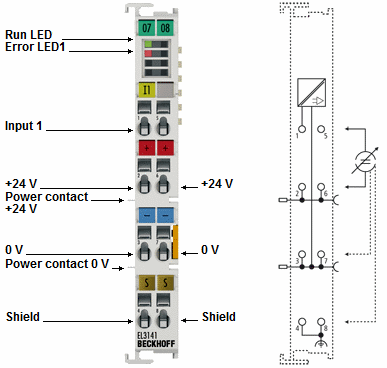 07 08
Run LED
Error LED1
I1
Input 1
1 5
+ +
+24 V
+24 V
2 6
Power contact
+24 V
− −
0 V
0 V
3 7
Power contact 0 V
S S
Shield
Shield
4 8
EL3141
BECKHOFF